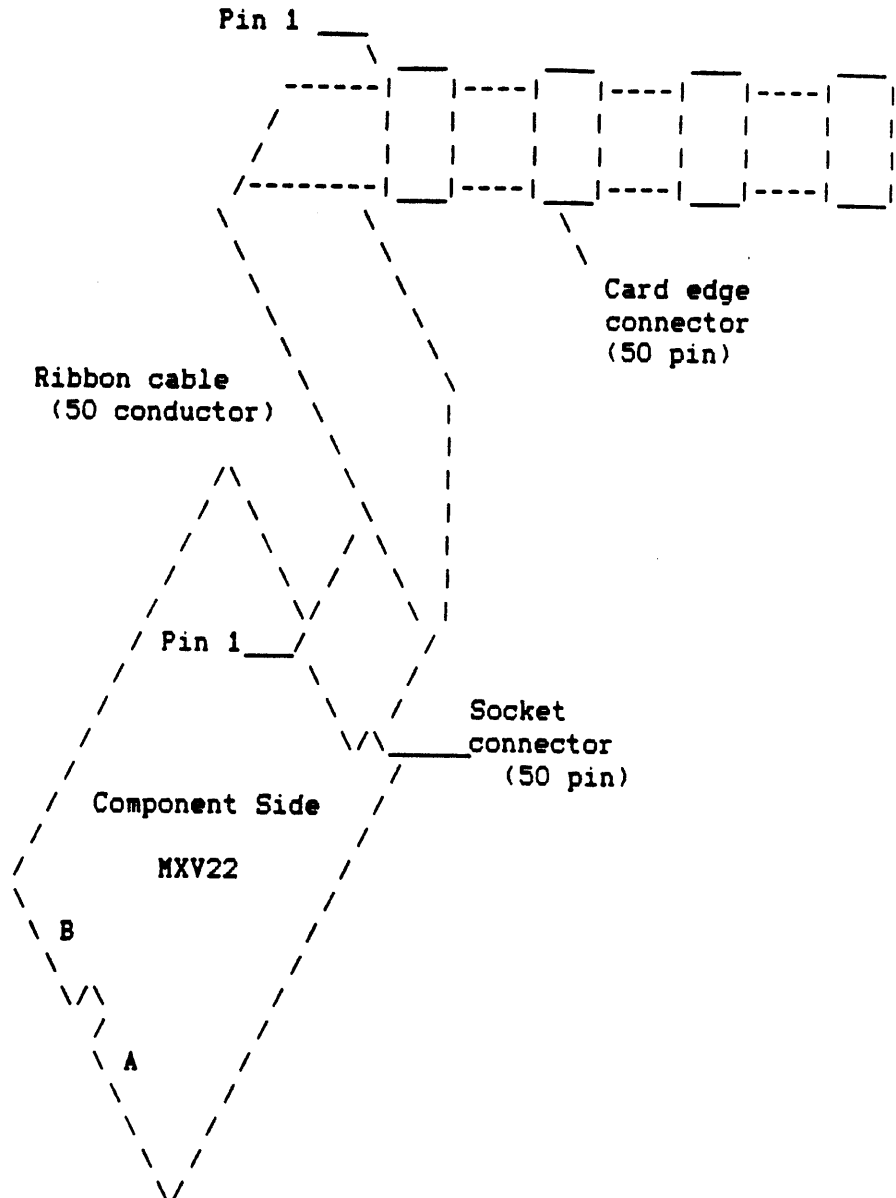 Pin 1
Card edge
connector
(50 pin)
Ribbon cable
(50 conductor)
Pin 1
Socket
connector
(50 pin)
Component Side
MXV22
B
A